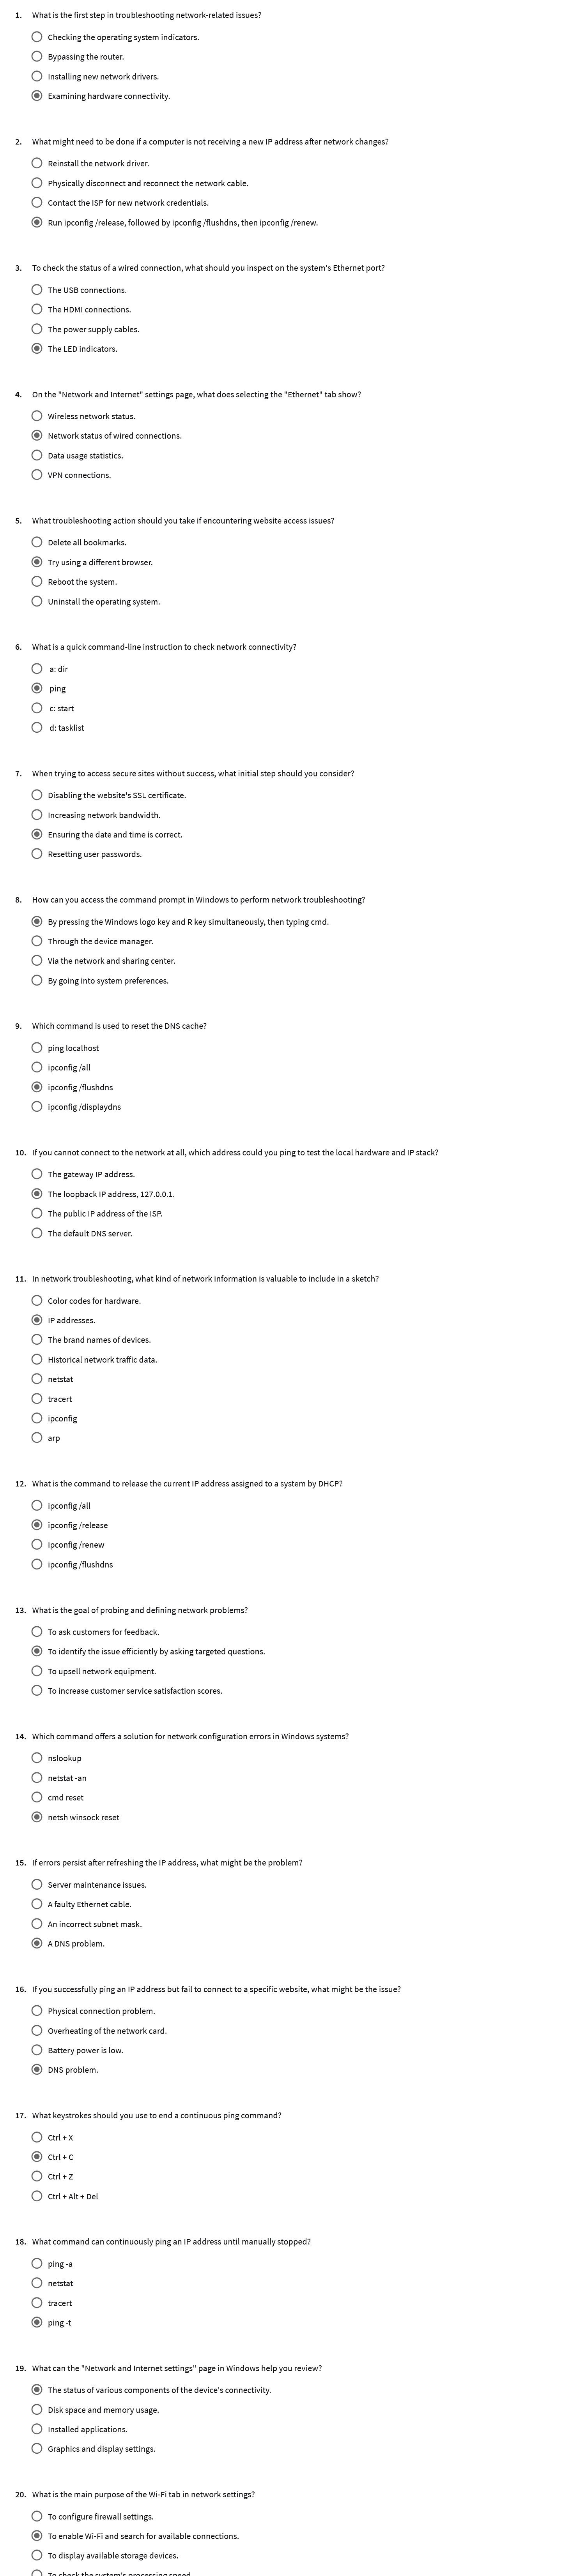 1. What is the first step in troubleshooting network-related issues?
Checking the operating system indicators.
Bypassing the router.
Installing new network drivers.
Examining hardware connectivity.
2. What might need to be done if a computer is not receiving a new IP address after network changes?
Reinstall the network driver.
Physically disconnect and reconnect the network cable.
Contact the ISP for new network credentials.
Run ipconfig /release, followed by ipconfig /flushdns, then ipconfig /renew.
3. To check the status of a wired connection, what should you inspect on the system's Ethernet port?
The USB connections.
The HDMI connections.
The power supply cables.
The LED indicators.
4. On the "Network and Internet" settings page, what does selecting the "Ethernet" tab show?
Wireless network status.
Network status of wired connections.
Data usage statistics.
VPN connections.
5. What troubleshooting action should you take if encountering website access issues?
Delete all bookmarks.
Try using a different browser.
Reboot the system.
Uninstall the operating system.
6. What is a quick command-line instruction to check network connectivity?
a: dir
ping
c: start
d: tasklist
7. When trying to access secure sites without success, what initial step should you consider?
Disabling the website's SSL certificate.
Increasing network bandwidth.
Ensuring the date and time is correct.
Resetting user passwords.
8. How can you access the command prompt in Windows to perform network troubleshooting?
By pressing the Windows logo key and R key simultaneously, then typing cmd.
Through the device manager.
Via the network and sharing center.
By going into system preferences.
9. Which command is used to reset the DNS cache?
ping localhost
ipconfig /all
ipconfig /flushdns
ipconfig /displaydns
10. If you cannot connect to the network at all, which address could you ping to test the local hardware and IP stack?
The gateway IP address.
The loopback IP address, 127.0.0.1.
The public IP address of the ISP.
The default DNS server.
11. In network troubleshooting, what kind of network information is valuable to include in a sketch?
Color codes for hardware.
IP addresses.
The brand names of devices.
Historical network traffic data.
netstat
tracert
ipconfig
arp
12. What is the command to release the current IP address assigned to a system by DHCP?
ipconfig /all
ipconfig /release
ipconfig /renew
ipconfig /flushdns
13. What is the goal of probing and defining network problems?
To ask customers for feedback.
To identify the issue efficiently by asking targeted questions.
To upsell network equipment.
To increase customer service satisfaction scores.
14. Which command offers a solution for network configuration errors in Windows systems?
nslookup
netstat -an
cmd reset
netsh winsock reset
15. If errors persist after refreshing the IP address, what might be the problem?
Server maintenance issues.
A faulty Ethernet cable.
An incorrect subnet mask.
A DNS problem.
16. If you successfully ping an IP address but fail to connect to a specific website, what might be the issue?
Physical connection problem.
Overheating of the network card.
Battery power is low.
DNS problem.
17. What keystrokes should you use to end a continuous ping command?
Ctrl + X
Ctrl + C
Ctrl + Z
Ctrl + Alt + Del
18. What command can continuously ping an IP address until manually stopped?
ping -a
netstat
tracert
ping -t
19. What can the "Network and Internet settings" page in Windows help you review?
The status of various components of the device's connectivity.
Disk space and memory usage.
Installed applications.
Graphics and display settings.
20. What is the main purpose of the Wi-Fi tab in network settings?
To configure firewall settings.
To enable Wi-Fi and search for available connections.
To display available storage devices.
To check the system's processing speed.